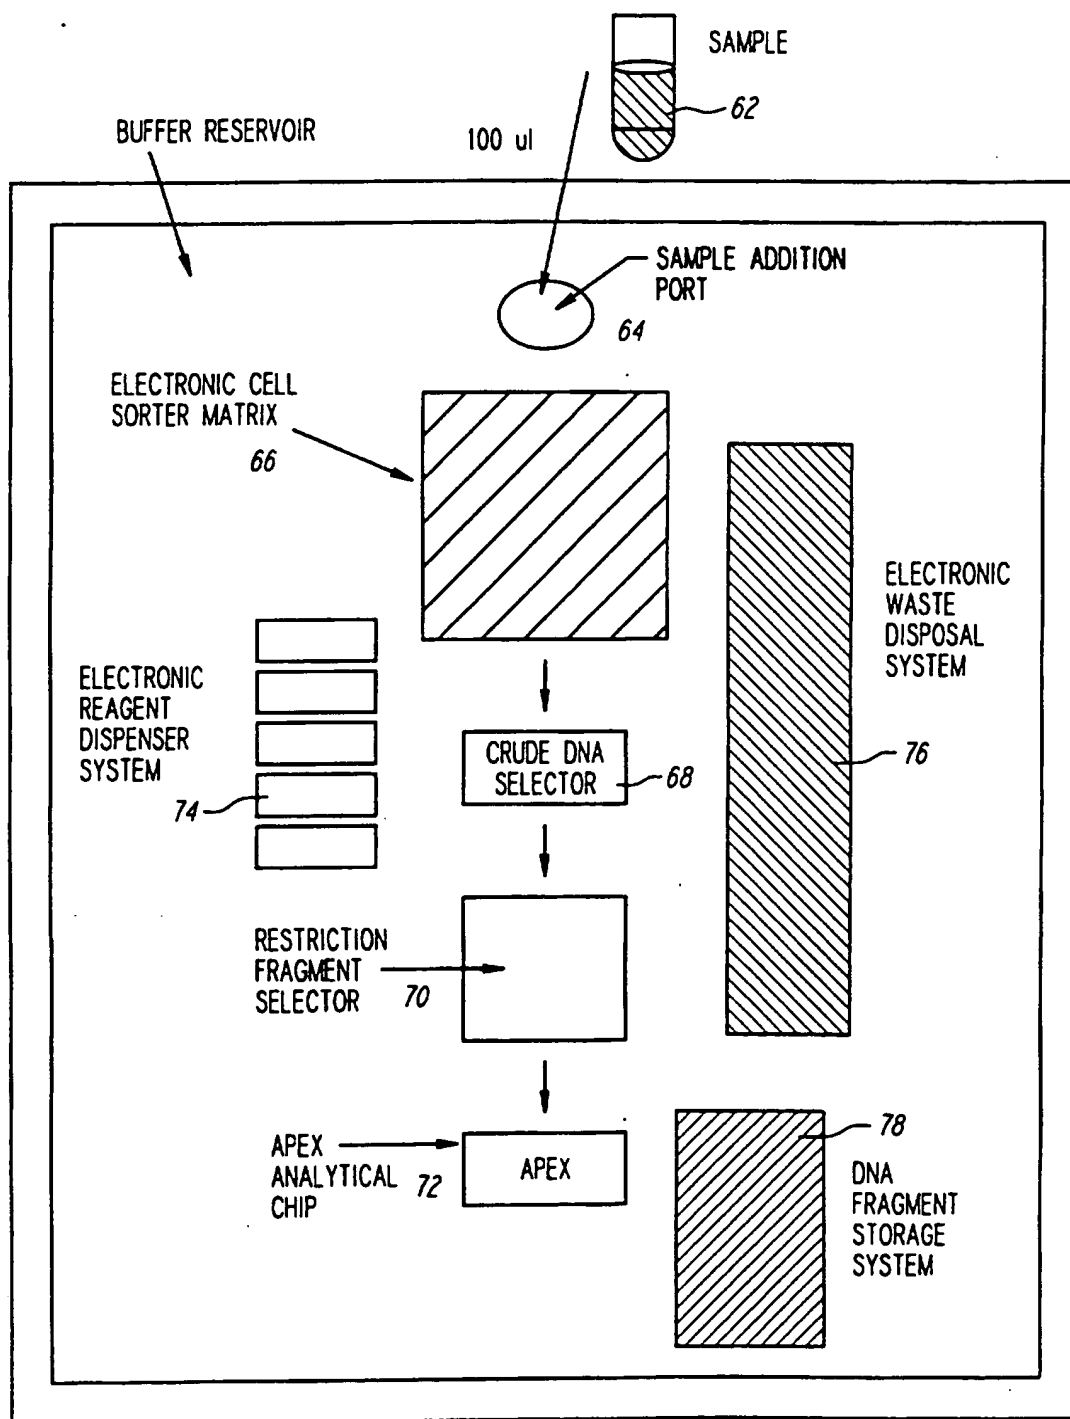 SAMPLE
62
BUFFER RESERVOIR
100 ul
SAMPLE ADDITION
PORT
64
ELECTRONIC CELL
SORTER MATRIX
66
ELECTRONIC
WASTE
DISPOSAL
SYSTEM
76
ELECTRONIC
REAGENT
DISPENSER
SYSTEM
74
CRUDE DNA
SELECTOR
68
RESTRICTION
FRAGMENT
SELECTOR
70
APEX
ANALYTICAL
CHIP
72
APEX
78
DNA
FRAGMENT
STORAGE
SYSTEM